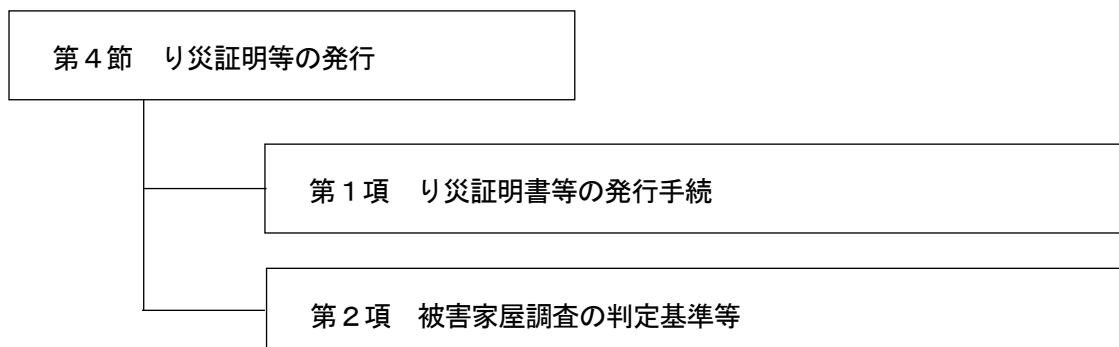 第４節　り災証明等の発行
第１項　り災証明書等の発行手続
第２項　被害家屋調査の判定基準等